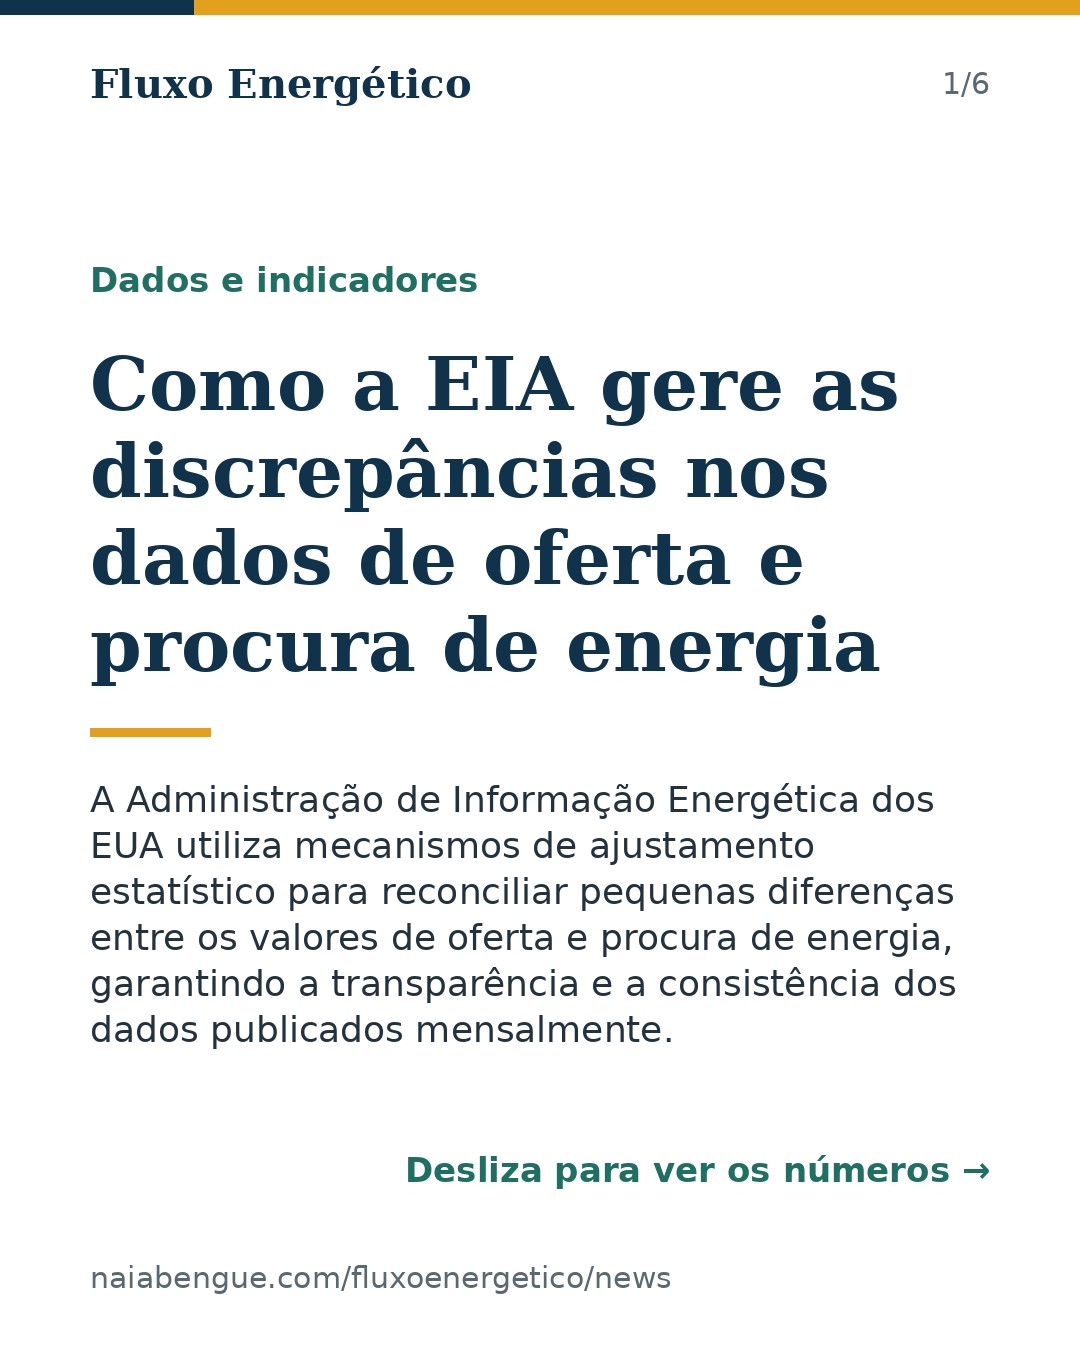 Fluxo Energético
1/6
Dados e indicadores
Como a EIA gere as
discrepâncias nos
dados de oferta e
procura de energia
A Administração de Informação Energética dos
EUA utiliza mecanismos de ajustamento
estatístico para reconciliar pequenas diferenças
entre os valores de oferta e procura de energia,
garantindo a transparência e a consistência dos
dados publicados mensalmente.
Desliza para ver os números →
naiabengue.com/fluxoenergetico/news